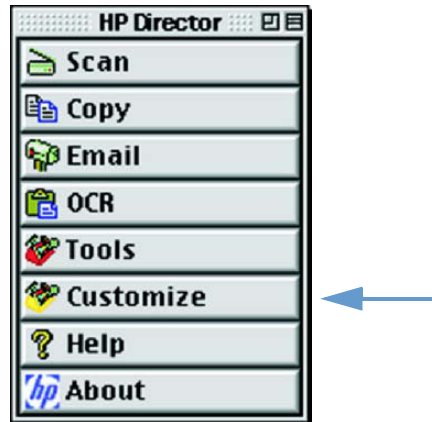 HP Director
Scan
Copy
Email
OCR
Tools
Customize
Help
hp About